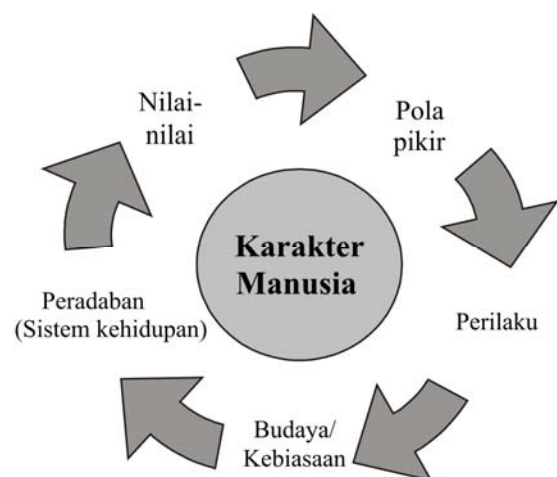 Nilai-
nilai
Pola
pikir
Karakter
Manusia
Peradaban
(Sistem kehidupan)
Perilaku
Budaya/
Kebiasaan